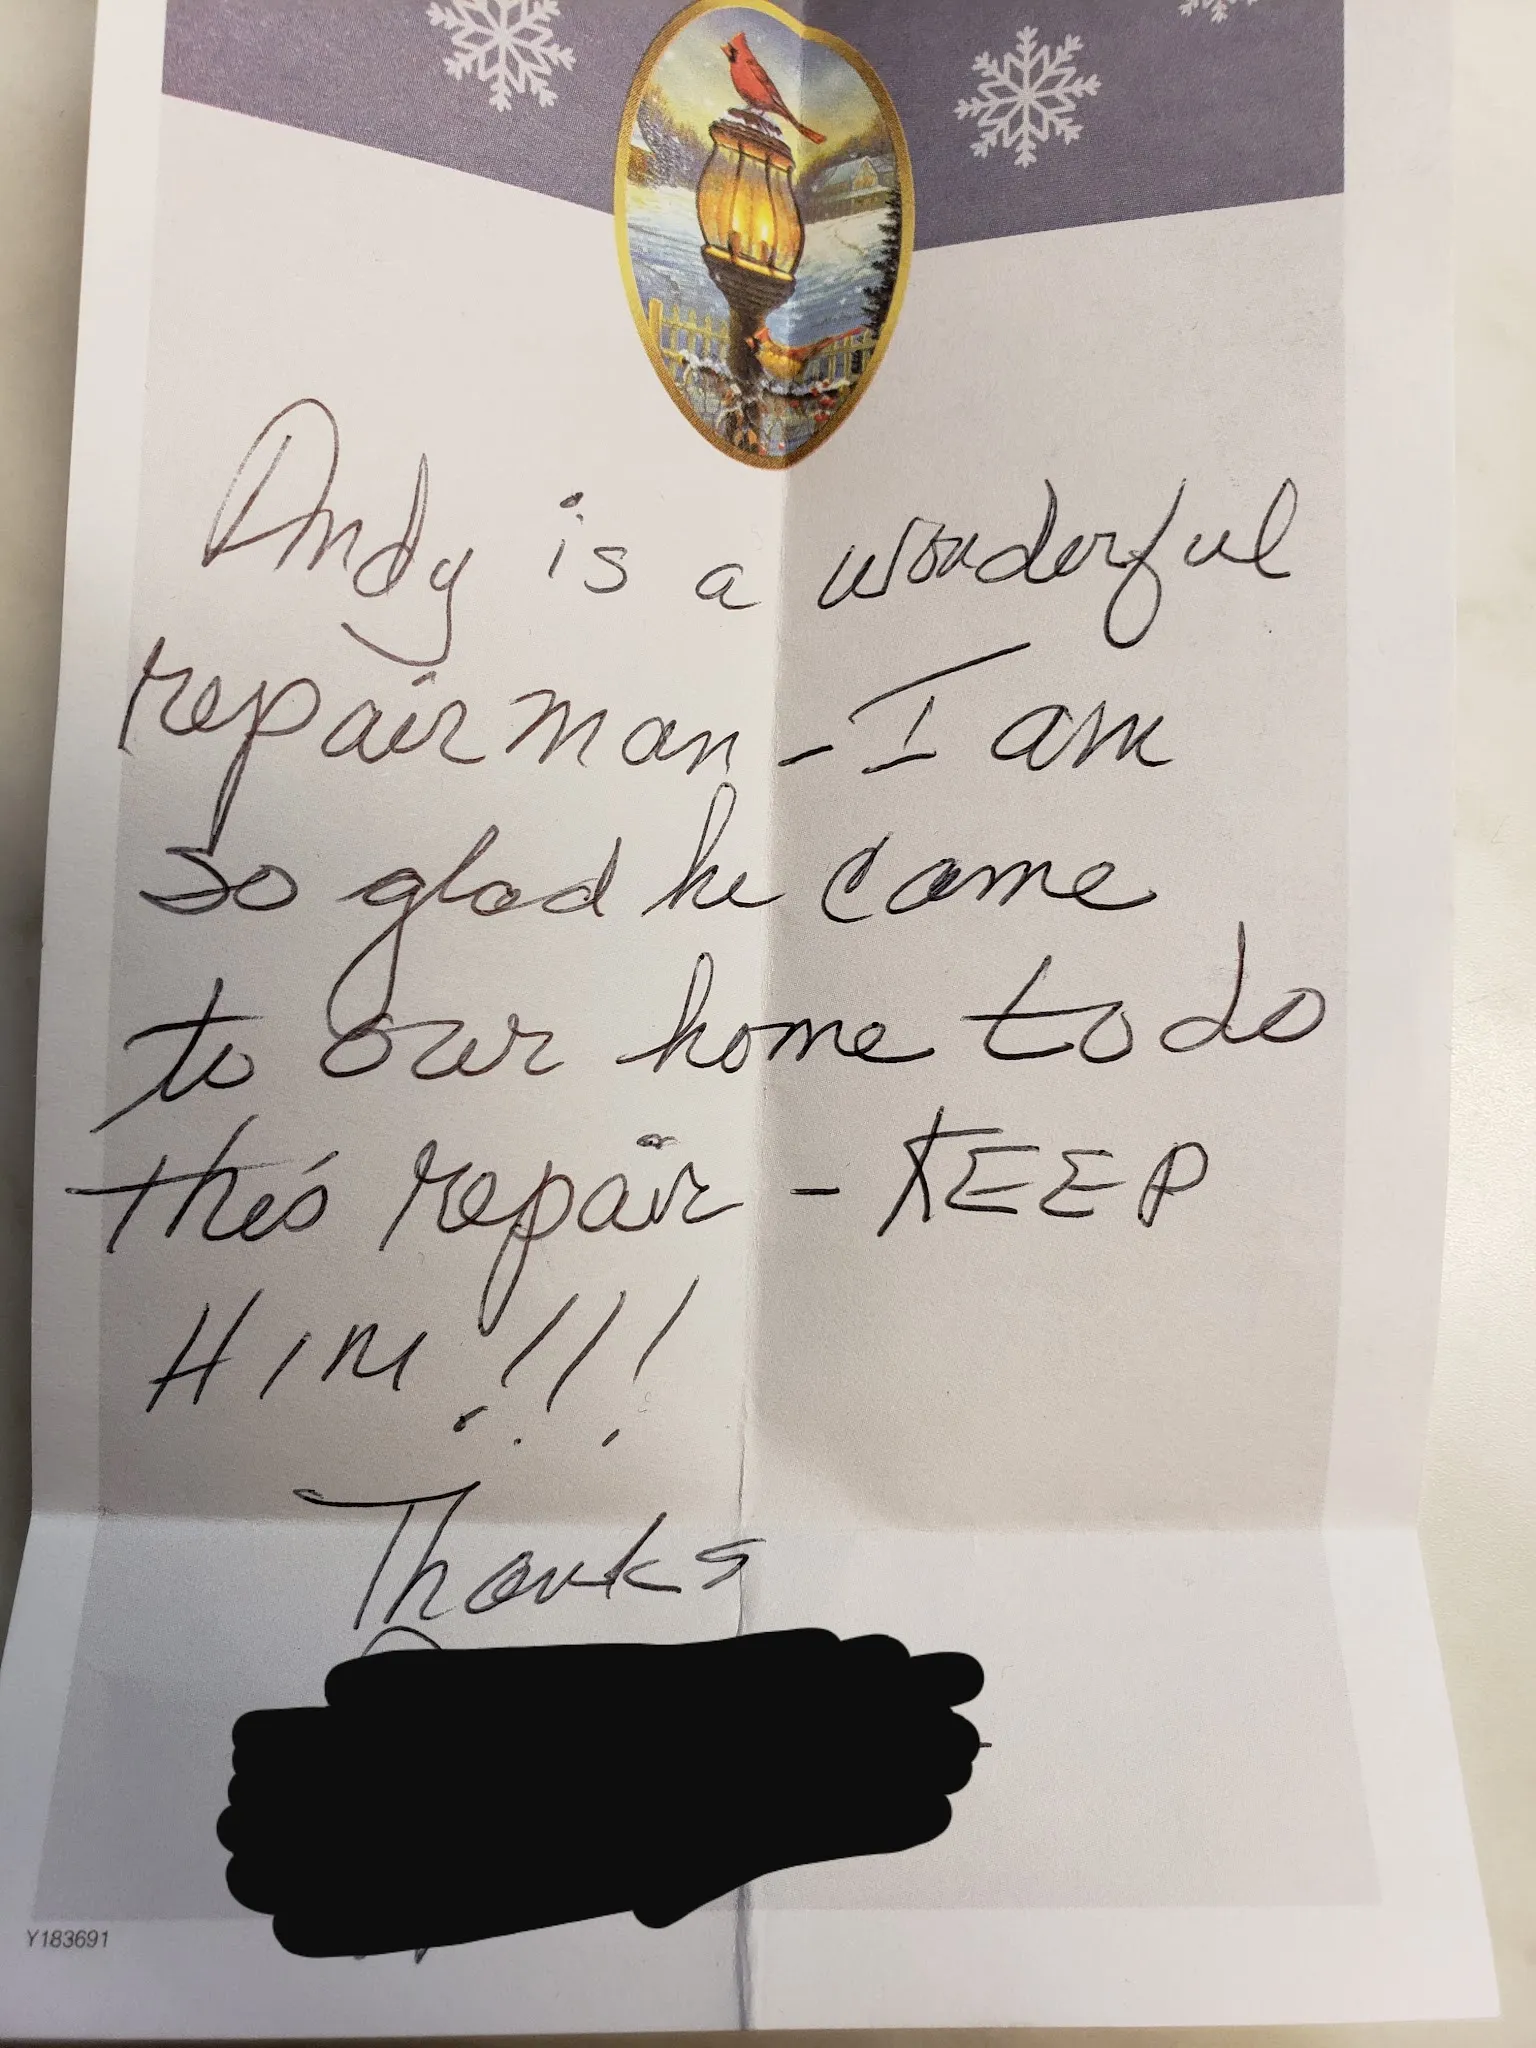 Andy is a wonderful
repairman - I am
so glad he came
to our home to do
this repair - KEEP
HIM!!!
Thanks
Y183691